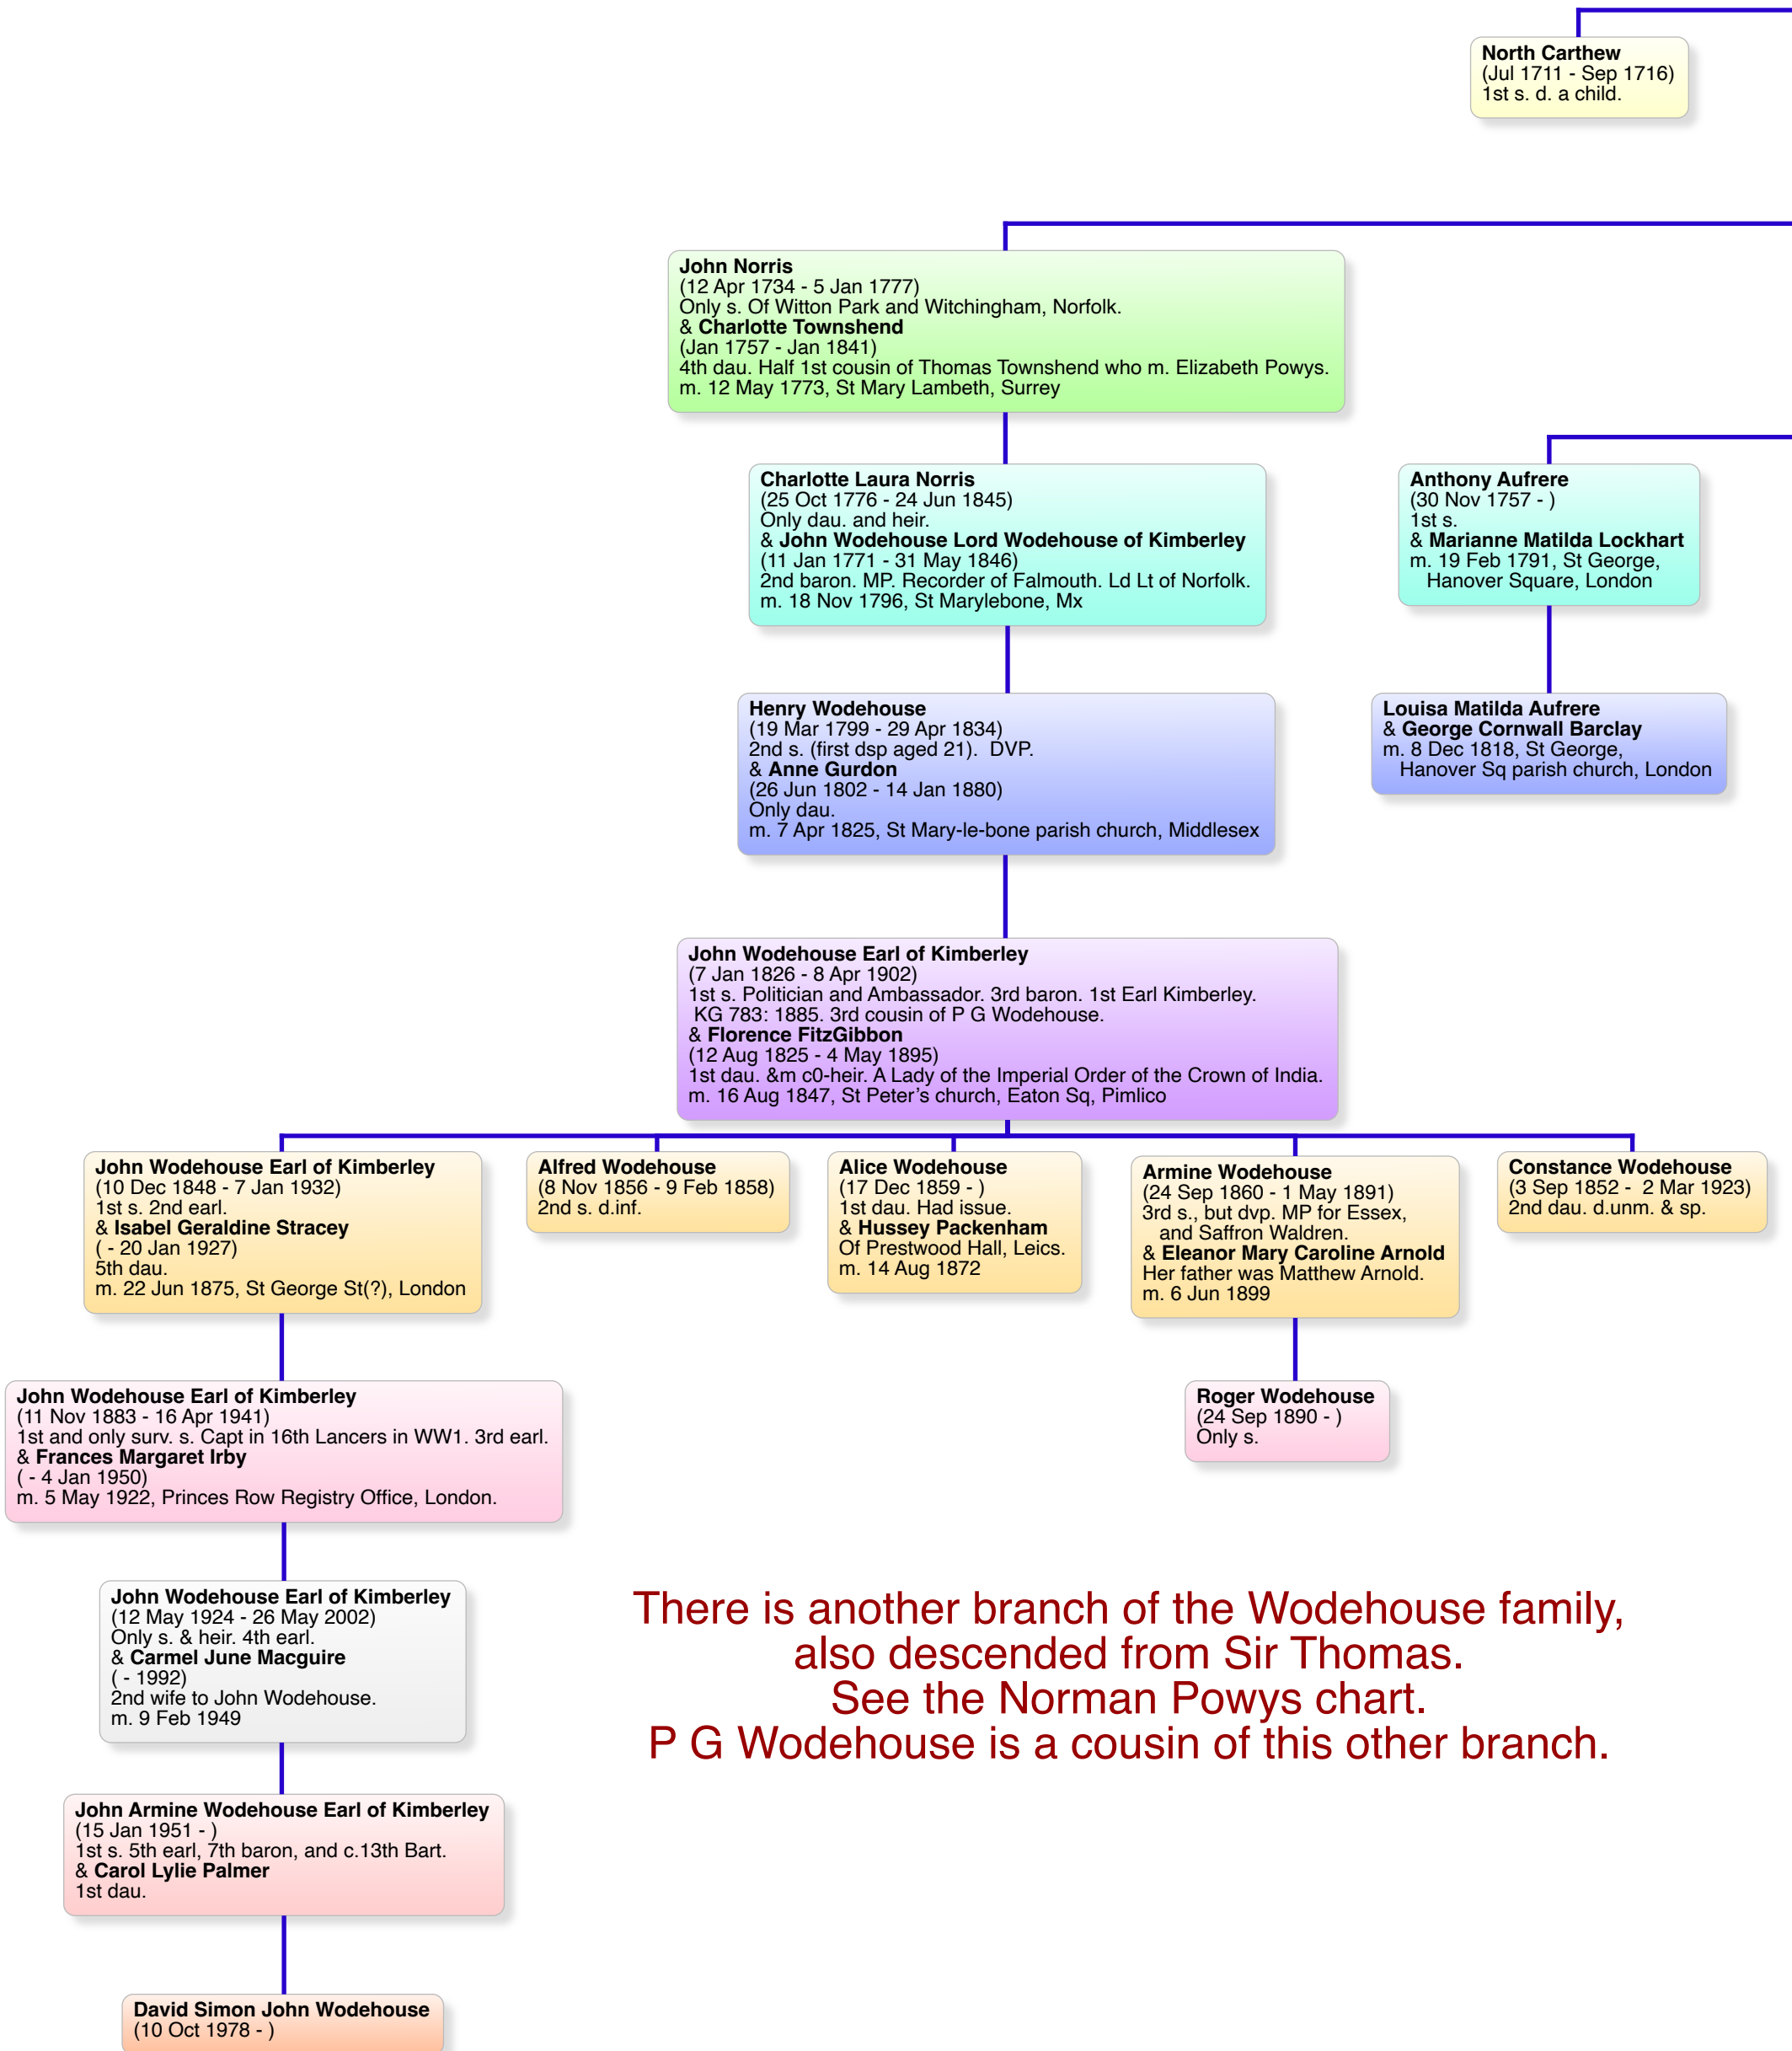 North Carthew
(Jul 1711 - Sep 1716)
1st s. d. a child.
John Norris
(12 Apr 1734 - 5 Jan 1777)
Only s. Of Witton Park and Witchingham, Norfolk.
& Charlotte Townshend
(Jan 1757 - Jan 1841)
4th dau. Half 1st cousin of Thomas Townshend who m. Elizabeth Powys.
m. 12 May 1773, St Mary Lambeth, Surrey
Charlotte Laura Norris
(25 Oct 1776 - 24 Jun 1845)
Only dau. and heir.
& John Wodehouse Lord Wodehouse of Kimberley
(11 Jan 1771 - 31 May 1846)
2nd baron. MP. Recorder of Falmouth. Ld Lt of Norfolk.
m. 18 Nov 1796, St Marylebone, Mx
Anthony Aufrere
(30 Nov 1757 - )
1st s.
& Marianne Matilda Lockhart
m. 19 Feb 1791, St George,
Hanover Square, London
Henry Wodehouse
(19 Mar 1799 - 29 Apr 1834)
2nd s. (first dsp aged 21).  DVP.
& Anne Gurdon
(26 Jun 1802 - 14 Jan 1880)
Only dau.
m. 7 Apr 1825, St Mary-le-bone parish church, Middlesex
Louisa Matilda Aufrere
& George Cornwall Barclay
m. 8 Dec 1818, St George,
Hanover Sq parish church, London
John Wodehouse Earl of Kimberley
(7 Jan 1826 - 8 Apr 1902)
1st s. Politician and Ambassador. 3rd baron. 1st Earl Kimberley.
KG 783: 1885. 3rd cousin of P G Wodehouse.
& Florence FitzGibbon
(12 Aug 1825 - 4 May 1895)
1st dau. &m c0-heir. A Lady of the Imperial Order of the Crown of India.
m. 16 Aug 1847, St Peter’s church, Eaton Sq, Pimlico
John Wodehouse Earl of Kimberley
(10 Dec 1848 - 7 Jan 1932)
1st s. 2nd earl.
& Isabel Geraldine Stracey
( - 20 Jan 1927)
5th dau.
m. 22 Jun 1875, St George St(?), London
Alfred Wodehouse
(8 Nov 1856 - 9 Feb 1858)
2nd s. d.inf.
Alice Wodehouse
(17 Dec 1859 - )
1st dau. Had issue.
& Hussey Packenham
Of Prestwood Hall, Leics.
m. 14 Aug 1872
Armine Wodehouse
(24 Sep 1860 - 1 May 1891)
3rd s., but dvp. MP for Essex,
and Saffron Waldren.
& Eleanor Mary Caroline Arnold
Her father was Matthew Arnold.
m. 6 Jun 1899
Constance Wodehouse
(3 Sep 1852 -  2 Mar 1923)
2nd dau. d.unm. & sp.
John Wodehouse Earl of Kimberley
(11 Nov 1883 - 16 Apr 1941)
1st and only surv. s. Capt in 16th Lancers in WW1. 3rd earl.
& Frances Margaret Irby
( - 4 Jan 1950)
m. 5 May 1922, Princes Row Registry Office, London.
Roger Wodehouse
(24 Sep 1890 - )
Only s.
John Wodehouse Earl of Kimberley
(12 May 1924 - 26 May 2002)
Only s. & heir. 4th earl.
& Carmel June Macguire
( - 1992)
2nd wife to John Wodehouse.
m. 9 Feb 1949
There is another branch of the Wodehouse family,
also descended from Sir Thomas.
See the Norman Powys chart.
P G Wodehouse is a cousin of this other branch.
John Armine Wodehouse Earl of Kimberley
(15 Jan 1951 - )
1st s. 5th earl, 7th baron, and c.13th Bart.
& Carol Lylie Palmer
1st dau.
David Simon John Wodehouse
(10 Oct 1978 - )